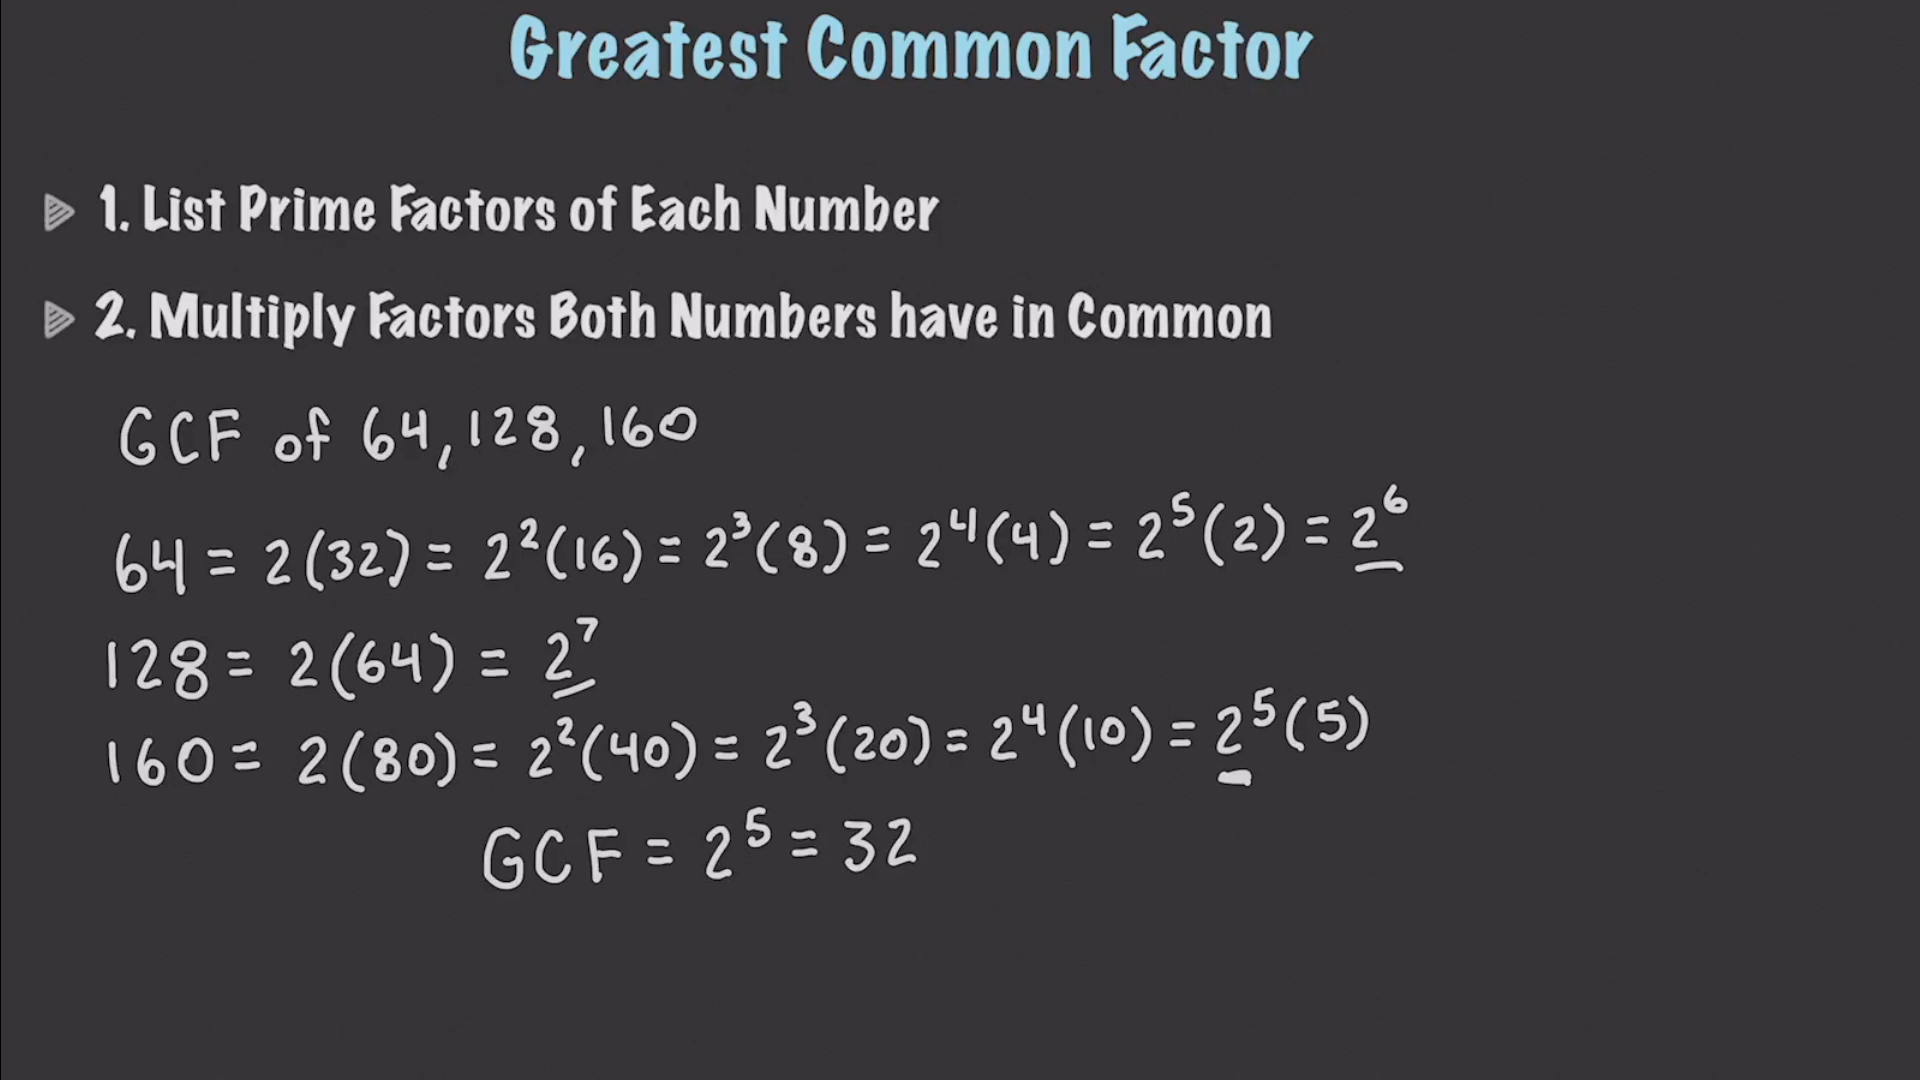 Greatest Common Factor
1. List Prime Factors of Each Number
2. Multiply Factors Both Numbers have in Common
GCF of 64, 128, 160
64 = 2(32) = 2²(16) = 2³(8) = 2⁴(4) = 2⁵(2) = 2⁶
128 = 2(64) = 2⁷
160 = 2(80) = 2²(40) = 2³(20) = 2⁴(10) = 2⁵(5)
GCF = 2⁵ = 32